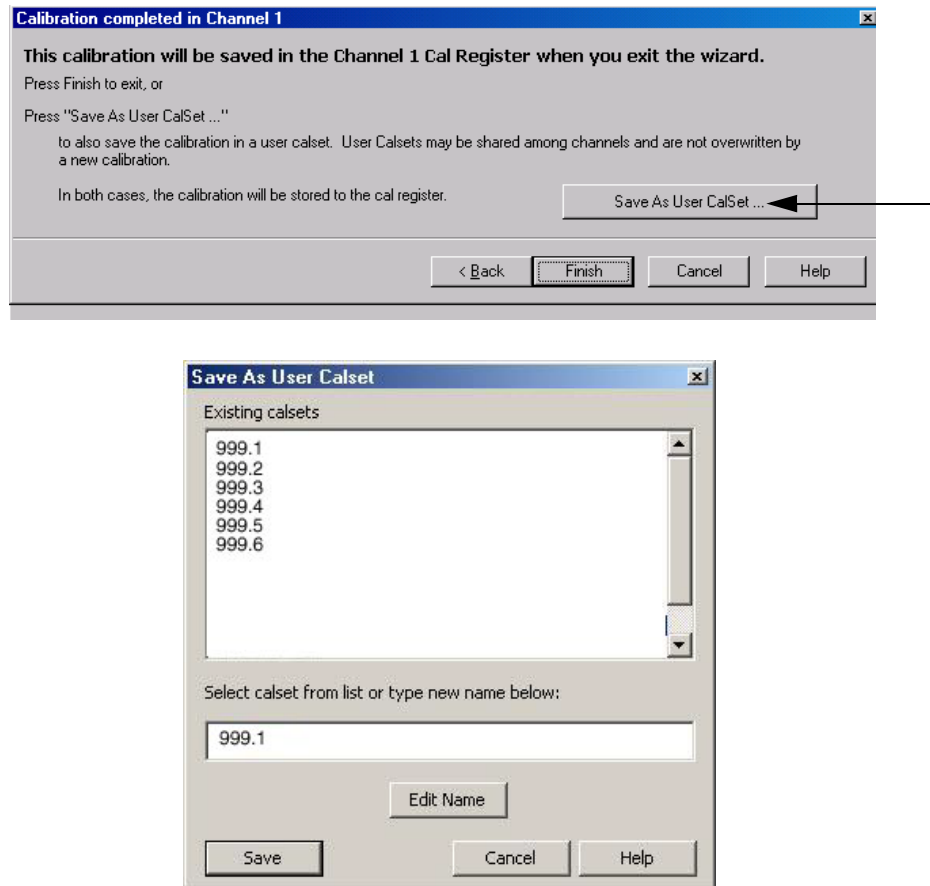 Calibration completed in Channel 1
This calibration will be saved in the Channel 1 Cal Register when you exit the wizard.
Press Finish to exit, or
Press "Save As User CalSet ..."
to also save the calibration in a user calset. User Calsets may be shared among channels and are not overwritten by
a new calibration.
In both cases, the calibration will be stored to the cal register.
Save As User CalSet ...
< Back
Finish
Cancel
Help
Save As User Calset
Existing calsets
999.1
999.2
999.3
999.4
999.5
999.6
Select calset from list or type new name below:
999.1
Edit Name
Save
Cancel
Help